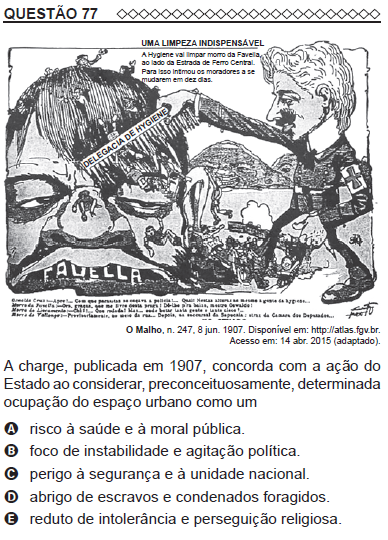 QUESTÃO 77
UMA LIMPEZA INDISPENSÁVEL
A Hygiene vai limpar morro da Favella,
ao lado da Estrada de Ferro Central.
Para isso intimou os moradores a se
mudarem em dez dias.
DELEGACIA DE HYGIENE
FAVELLA
O Malho, n. 247, 8 jun. 1907. Disponível em: http://atlas.fgv.br.
Acesso em: 14 abr. 2015 (adaptado).
A charge, publicada em 1907, concorda com a ação do
Estado ao considerar, preconceituosamente, determinada
ocupação do espaço urbano como um
A risco à saúde e à moral pública.
B foco de instabilidade e agitação política.
C perigo à segurança e à unidade nacional.
D abrigo de escravos e condenados foragidos.
E reduto de intolerância e perseguição religiosa.